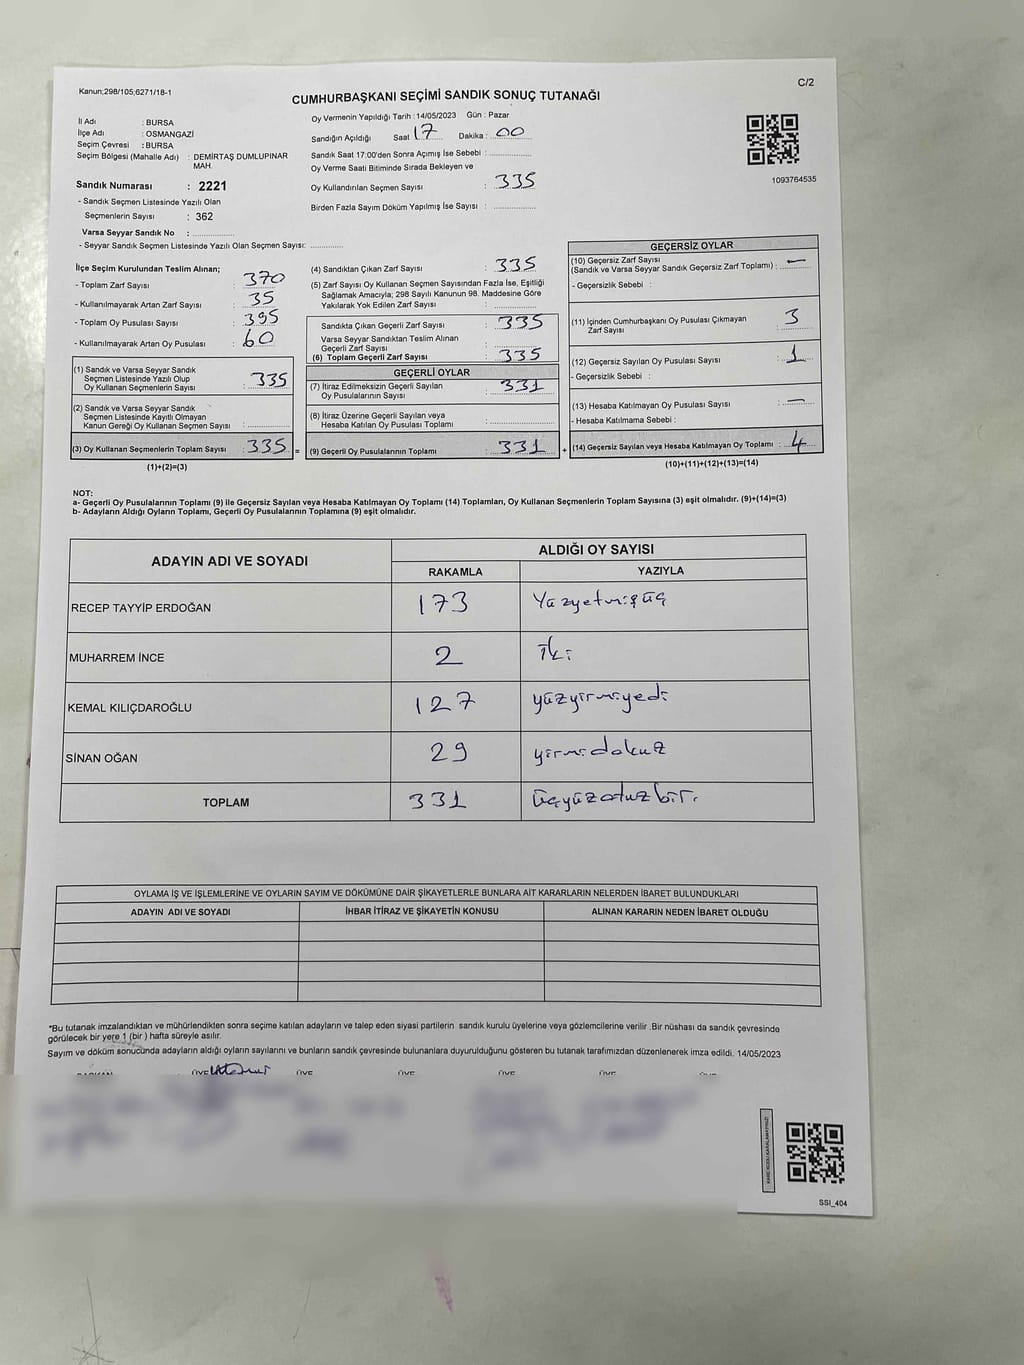 Kanun;298/105;6271/18-1
C/2
CUMHURBAŞKANI SEÇİMİ SANDIK SONUÇ TUTANAĞI
İl Adı : BURSA
İlçe Adı : OSMANGAZİ
Seçim Çevresi : BURSA
Seçim Bölgesi (Mahalle Adı) : DEMİRTAŞ DUMLUPINAR MAH.
Sandık Numarası : 2221
- Sandık Seçmen Listesinde Yazılı Olan
Seçmenlerin Sayısı : 362
Varsa Seyyar Sandık No : ..............
- Seyyar Sandık Seçmen Listesinde Yazılı Olan Seçmen Sayısı: ............
Oy Vermenin Yapıldığı Tarih : 14/05/2023 Gün : Pazar
Sandığın Açıldığı Saat 17 Dakika : 00
Sandık Saat 17:00'den Sonra Açımış İse Sebebi : ..............
Oy Verme Saati Bitiminde Sırada Bekleyen ve
Oy Kullandırılan Seçmen Sayısı : 335
Birden Fazla Sayım Döküm Yapılmış İse Sayısı : ..............
1093764535
İlçe Seçim Kurulundan Teslim Alınan;
- Toplam Zarf Sayısı : 370
- Kullanılmayarak Artan Zarf Sayısı : 35
- Toplam Oy Pusulası Sayısı : 395
- Kullanılmayarak Artan Oy Pusulası : 60
(1) Sandık ve Varsa Seyyar Sandık
Seçmen Listesinde Yazılı Olup
Oy Kullanan Seçmenlerin Sayısı : 335
(2) Sandık ve Varsa Seyyar Sandık
Seçmen Listesinde Kayıtlı Olmayan
Kanun Gereği Oy Kullanan Seçmen Sayısı : ..............
(3) Oy Kullanan Seçmenlerin Toplam Sayısı : 335 =
(1)+(2)=(3)
(4) Sandıktan Çıkan Zarf Sayısı : 335
(5) Zarf Sayısı Oy Kullanan Seçmen Sayısından Fazla İse, Eşitliği
Sağlamak Amacıyla; 298 Sayılı Kanunun 98. Maddesine Göre
Yakılarak Yok Edilen Zarf Sayısı : ..............
Sandıkta Çıkan Geçerli Zarf Sayısı : 335
Varsa Seyyar Sandıktan Teslim Alınan
Geçerli Zarf Sayısı : ..............
(6) Toplam Geçerli Zarf Sayısı : 335
GEÇERLİ OYLAR
(7) İtiraz Edilmeksizin Geçerli Sayılan
Oy Pusulalarının Sayısı : 331
(8) İtiraz Üzerine Geçerli Sayılan veya
Hesaba Katılan Oy Pusulası Toplamı : ..............
(9) Geçerli Oy Pusulalarının Toplamı : 331 +
GEÇERSİZ OYLAR
(10) Geçersiz Zarf Sayısı
(Sandık ve Varsa Seyyar Sandık Geçersiz Zarf Toplamı) : —
- Geçersizlik Sebebi :
(11) İçinden Cumhurbaşkanı Oy Pusulası Çıkmayan
Zarf Sayısı : 3
(12) Geçersiz Sayılan Oy Pusulası Sayısı : 1
- Geçersizlik Sebebi :
(13) Hesaba Katılmayan Oy Pusulası Sayısı : —
- Hesaba Katılmama Sebebi :
(14) Geçersiz Sayılan veya Hesaba Katılmayan Oy Toplamı : 4
(10)+(11)+(12)+(13)=(14)
NOT:
a- Geçerli Oy Pusulalarının Toplamı (9) ile Geçersiz Sayılan veya Hesaba Katılmayan Oy Toplamı (14) Toplamları, Oy Kullanan Seçmenlerin Toplam Sayısına (3) eşit olmalıdır. (9)+(14)=(3)
b- Adayların Aldığı Oyların Toplamı, Geçerli Oy Pusulalarının Toplamına (9) eşit olmalıdır.
ADAYIN ADI VE SOYADI ALDIĞI OY SAYISI
RAKAMLA YAZIYLA
RECEP TAYYİP ERDOĞAN 173 Yüzyetmişüç
MUHARREM İNCE 2 İki
KEMAL KILIÇDAROĞLU 127 yüzyirmiyedi
SİNAN OĞAN 29 yirmidokuz
TOPLAM 331 üçyüzotuzbir.
OYLAMA İŞ VE İŞLEMLERİNE VE OYLARIN SAYIM VE DÖKÜMÜNE DAİR ŞİKAYETLERLE BUNLARA AİT KARARLARIN NELERDEN İBARET BULUNDUKLARI
ADAYIN ADI VE SOYADI İHBAR İTİRAZ VE ŞİKAYETİN KONUSU ALINAN KARARIN NEDEN İBARET OLDUĞU
*Bu tutanak imzalandıktan ve mühürlendikten sonra seçime katılan adayların ve talep eden siyasi partilerin sandık kurulu üyelerine veya gözlemcilerine verilir .Bir nüshası da sandık çevresinde
görülecek bir yere 1 (bir ) hafta süreyle asılır.
Sayım ve döküm sonucunda adayların aldığı oyların sayılarını ve bunların sandık çevresinde bulunanlara duyurulduğunu gösteren bu tutanak tarafımızdan düzenlenerek imza edildi. 14/05/2023
BAŞKAN ÜYE ÜYE ÜYE ÜYE ÜYE ÜYE
SSI_404